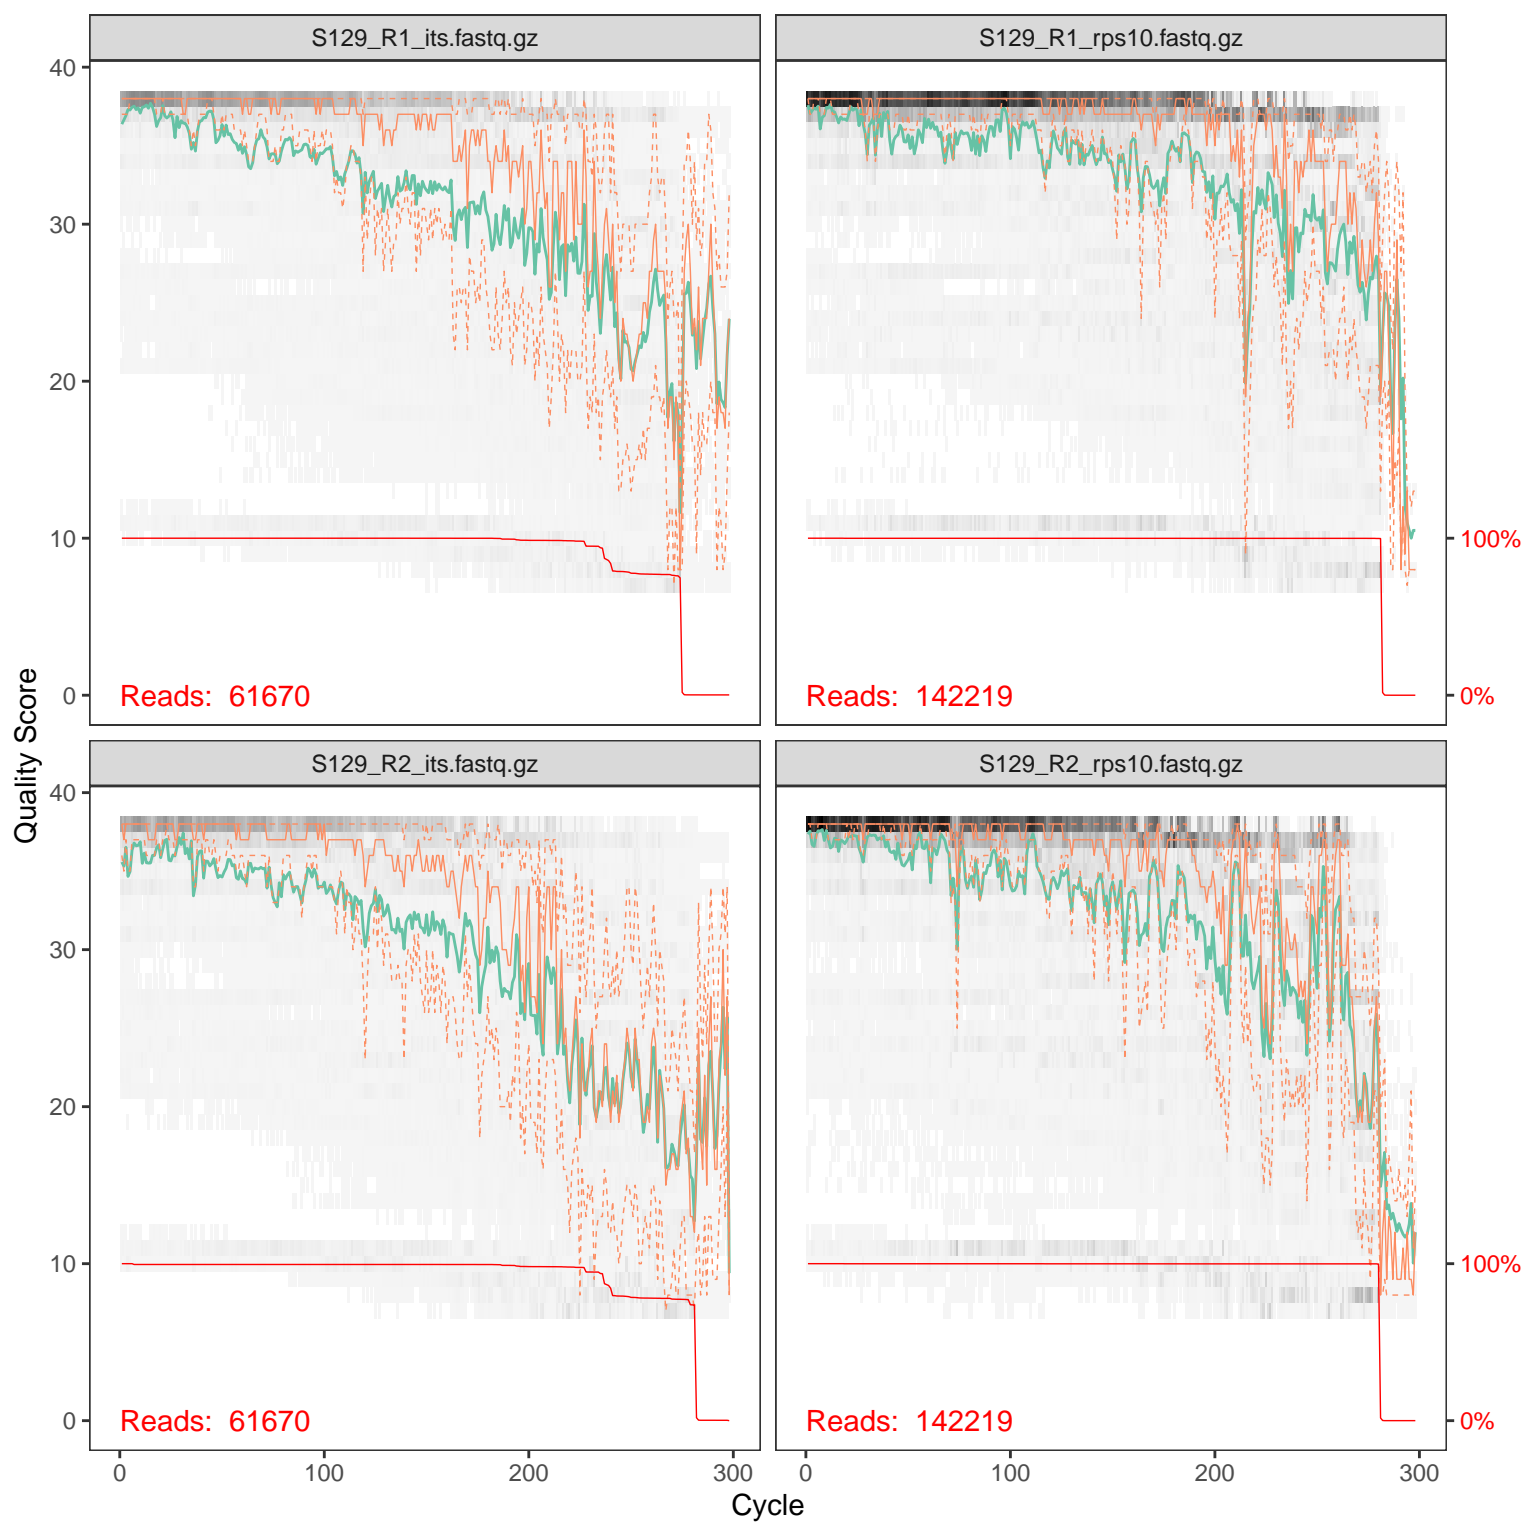 S129_R1_its.fastq.gz
S129_R1_rps10.fastq.gz
40
30
20
10
0
100%
0%
Reads: 61670
Reads: 142219
Quality Score
S129_R2_its.fastq.gz
S129_R2_rps10.fastq.gz
40
30
20
10
0
100%
0%
Reads: 61670
Reads: 142219
0 100 200 300
0 100 200 300
Cycle